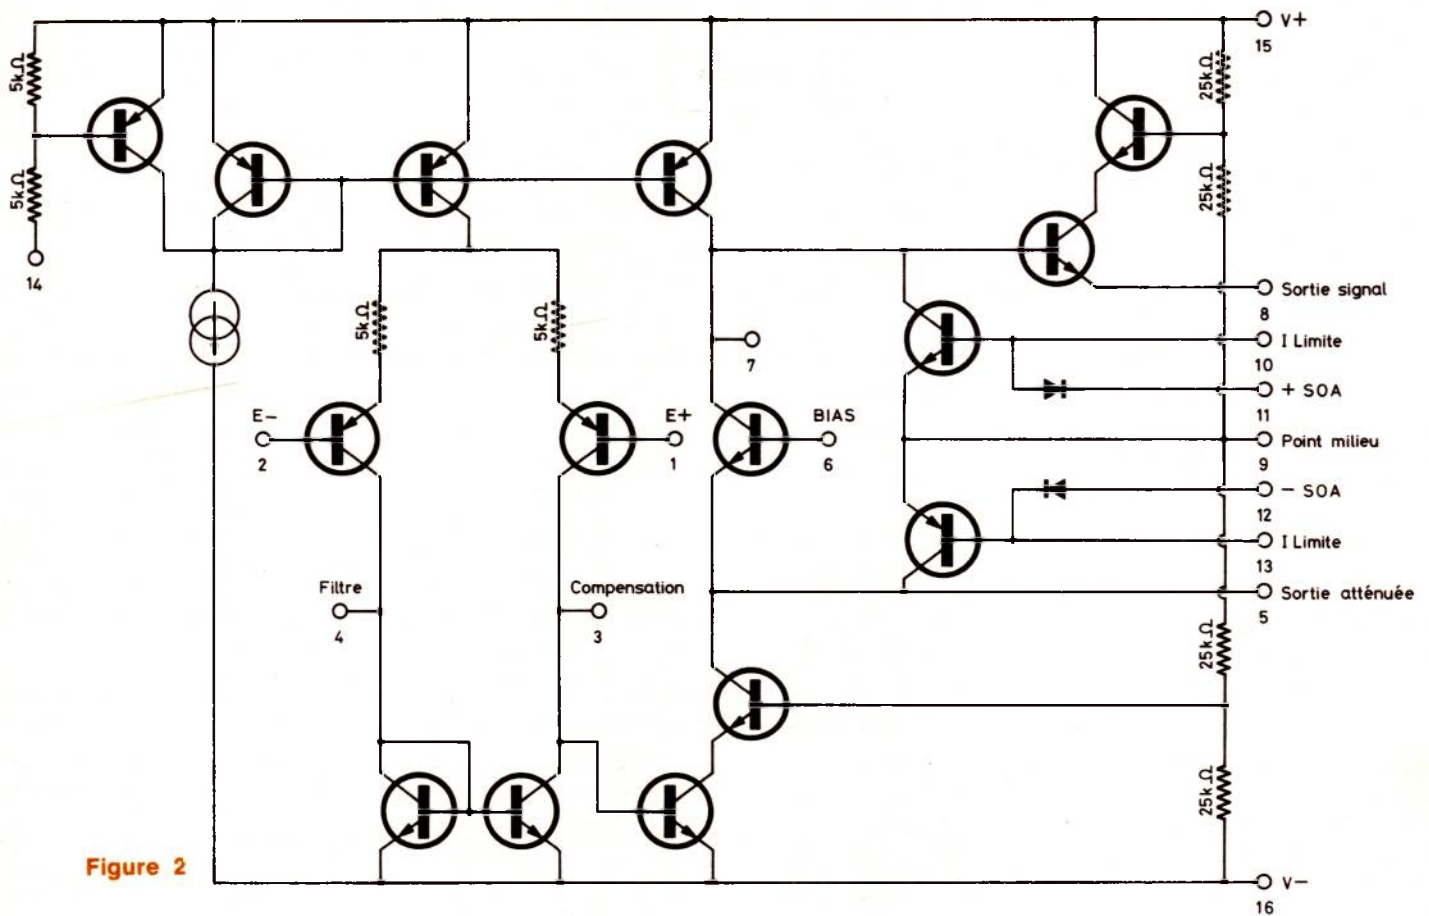 V+
15
5kΩ
25kΩ
5kΩ
25kΩ
14
Sortie signal
8
5kΩ
5kΩ
I Limite
10
7
+ SOA
11
E-
2
E+
1
BIAS
6
Point milieu
9
- SOA
12
I Limite
13
Filtre
4
Compensation
3
Sortie atténuée
5
25kΩ
25kΩ
Figure 2
V-
16